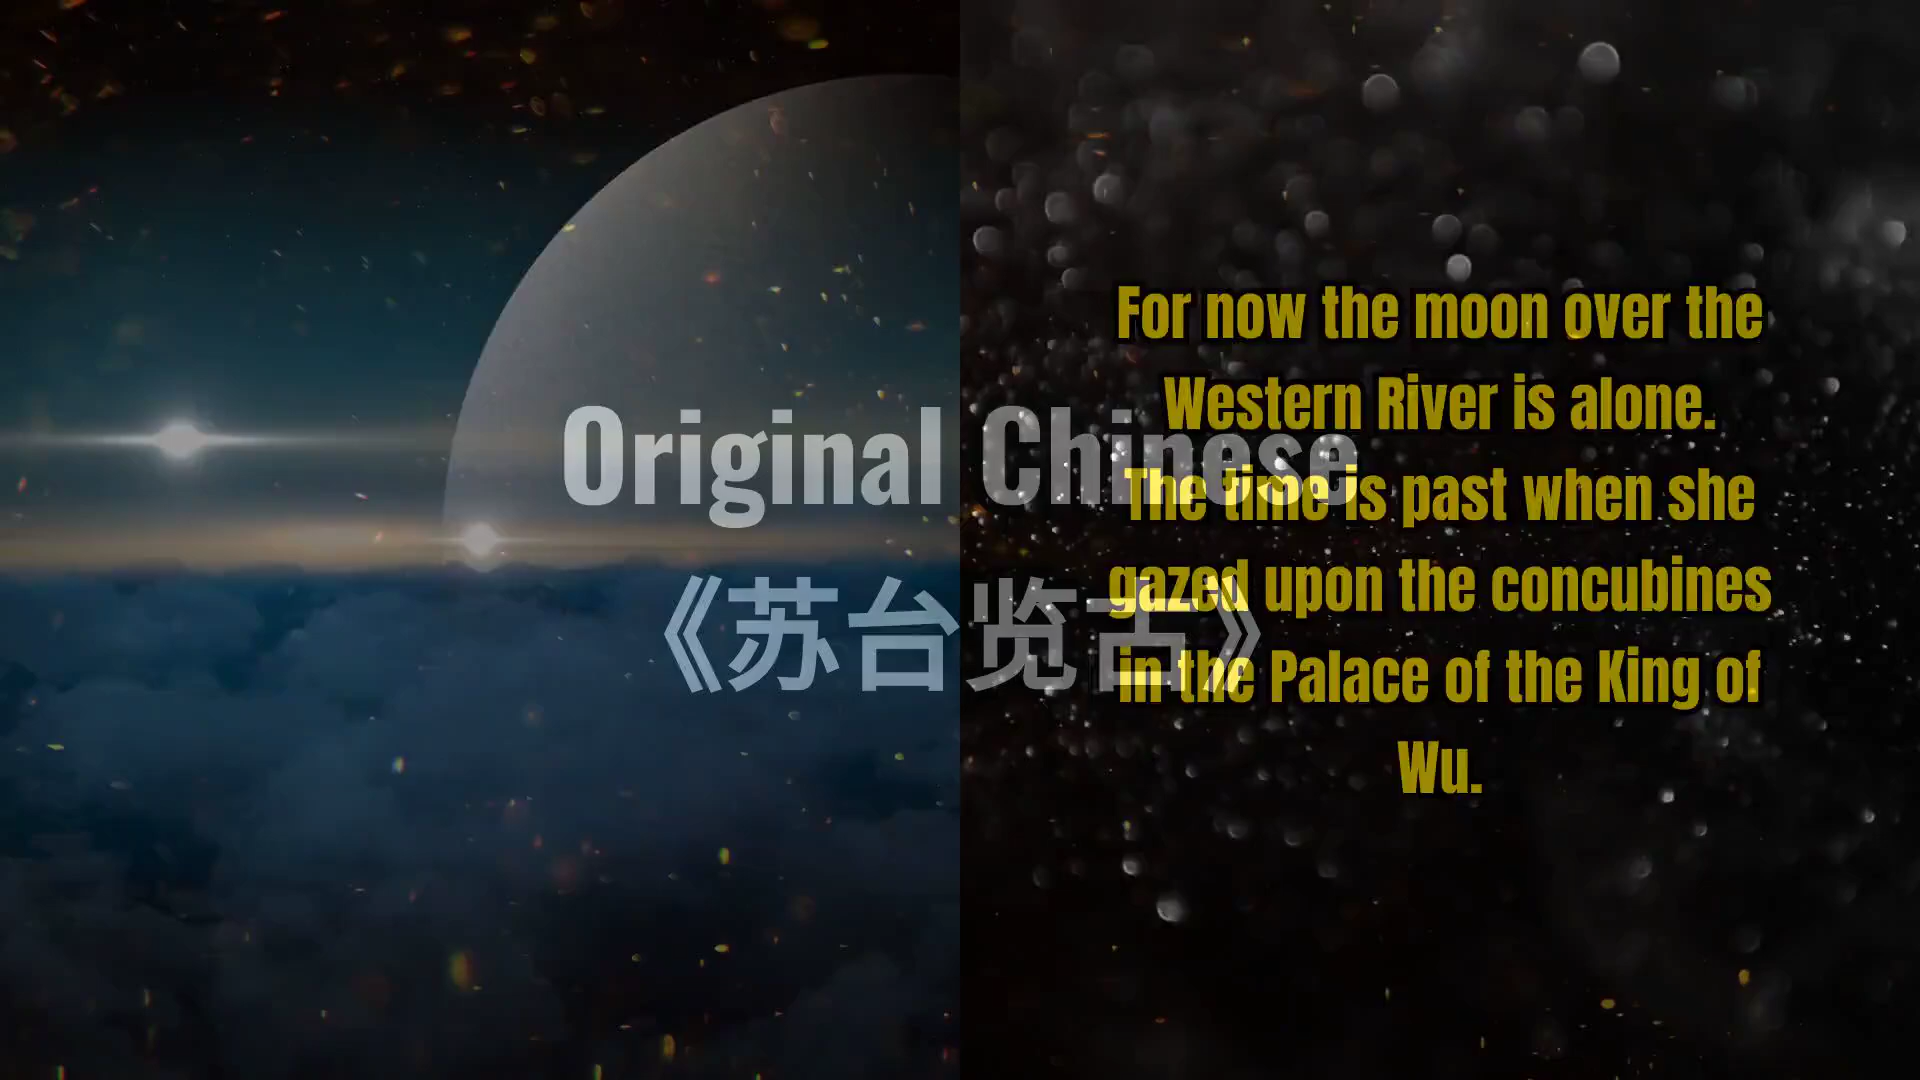 Original Chinese
《苏台览古》
For now the moon over the
Western River is alone.
The time is past when she
gazed upon the concubines
in the Palace of the King of
Wu.